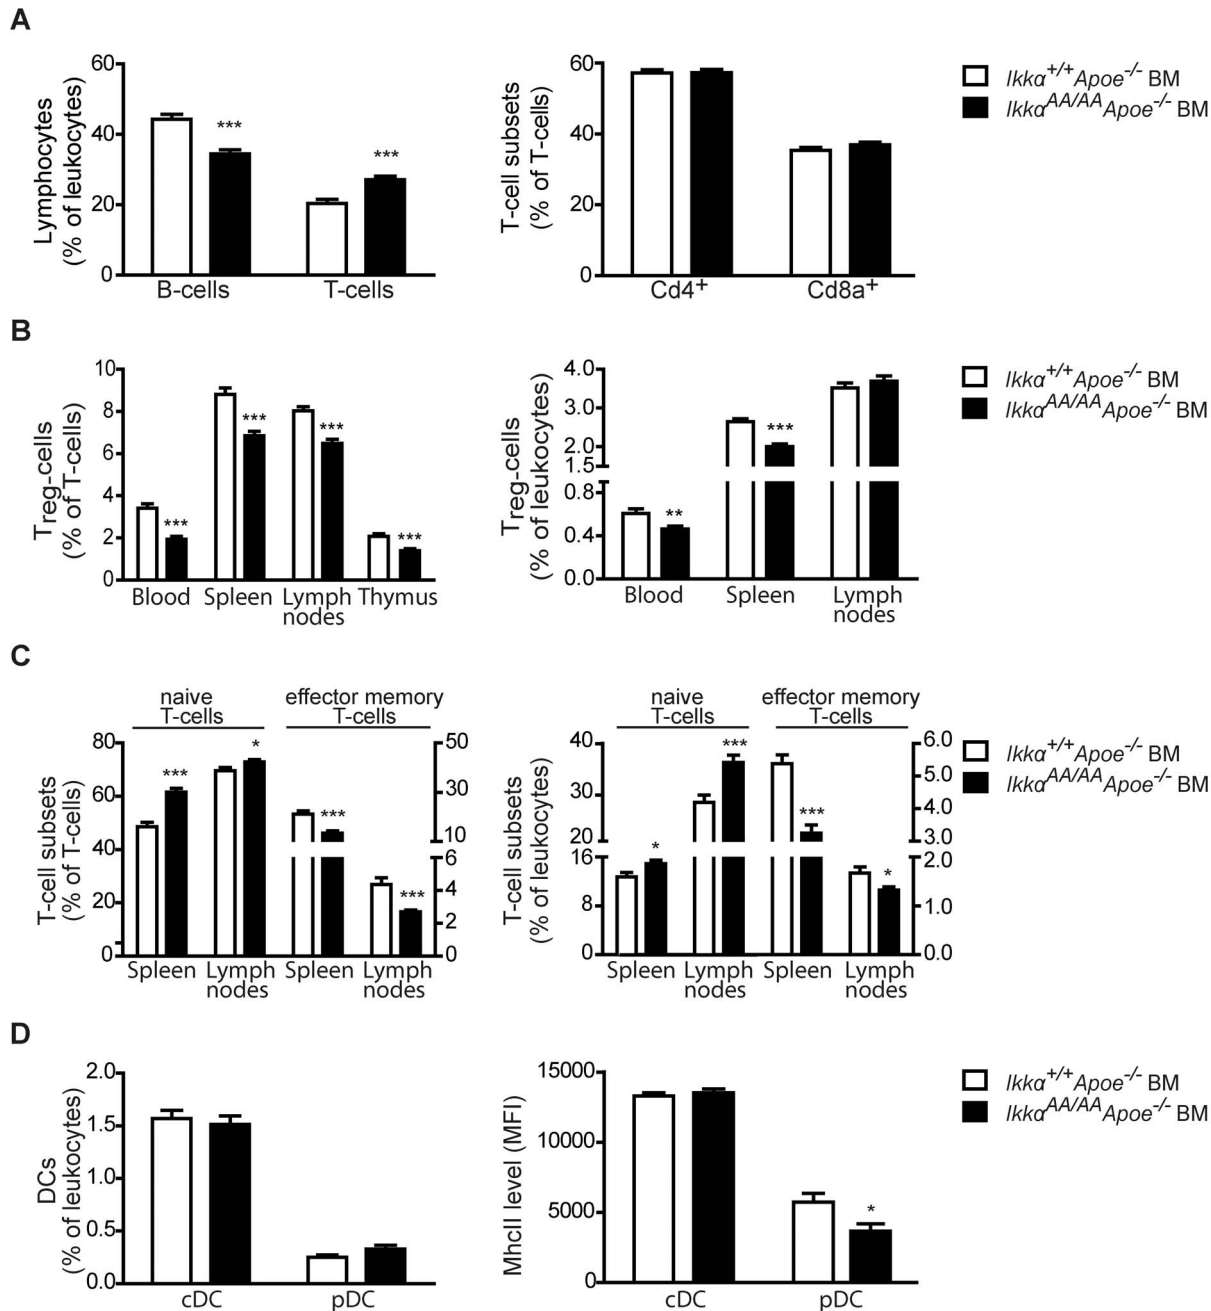 A
Lymphocytes
(% of leukocytes)
60
40
20
0
B-cells
T-cells
T-cell subsets
(% of T-cells)
60
40
20
0
Cd4+
Cd8a+
Ikkα+/+Apoe-/- BM
IkkαAA/AAApoe-/- BM
***
***
B
Treg-cells
(% of T-cells)
10
8
6
4
2
0
***
***
***
***
Blood
Spleen
Lymph
nodes
Thymus
Treg-cells
(% of leukocytes)
4.0
3.0
2.0
1.5
0.8
0.4
0.0
**
***
Blood
Spleen
Lymph
nodes
Ikkα+/+Apoe-/- BM
IkkαAA/AAApoe-/- BM
C
naive
T-cells
effector memory
T-cells
T-cell subsets
(% of T-cells)
80
60
40
20
0
50
30
10
6
4
2
0
***
*
***
***
Spleen
Lymph
nodes
Spleen
Lymph
nodes
naive
T-cells
effector memory
T-cells
T-cell subsets
(% of leukocytes)
40
30
20
16
8
0
6.0
5.0
4.0
3.0
2.0
1.0
0.0
*
***
***
*
Spleen
Lymph
nodes
Spleen
Lymph
nodes
Ikkα+/+Apoe-/- BM
IkkαAA/AAApoe-/- BM
D
DCs
(% of leukocytes)
2.0
1.5
1.0
0.5
0.0
cDC
pDC
MhcII level (MFI)
15000
10000
5000
0
*
cDC
pDC
Ikkα+/+Apoe-/- BM
IkkαAA/AAApoe-/- BM